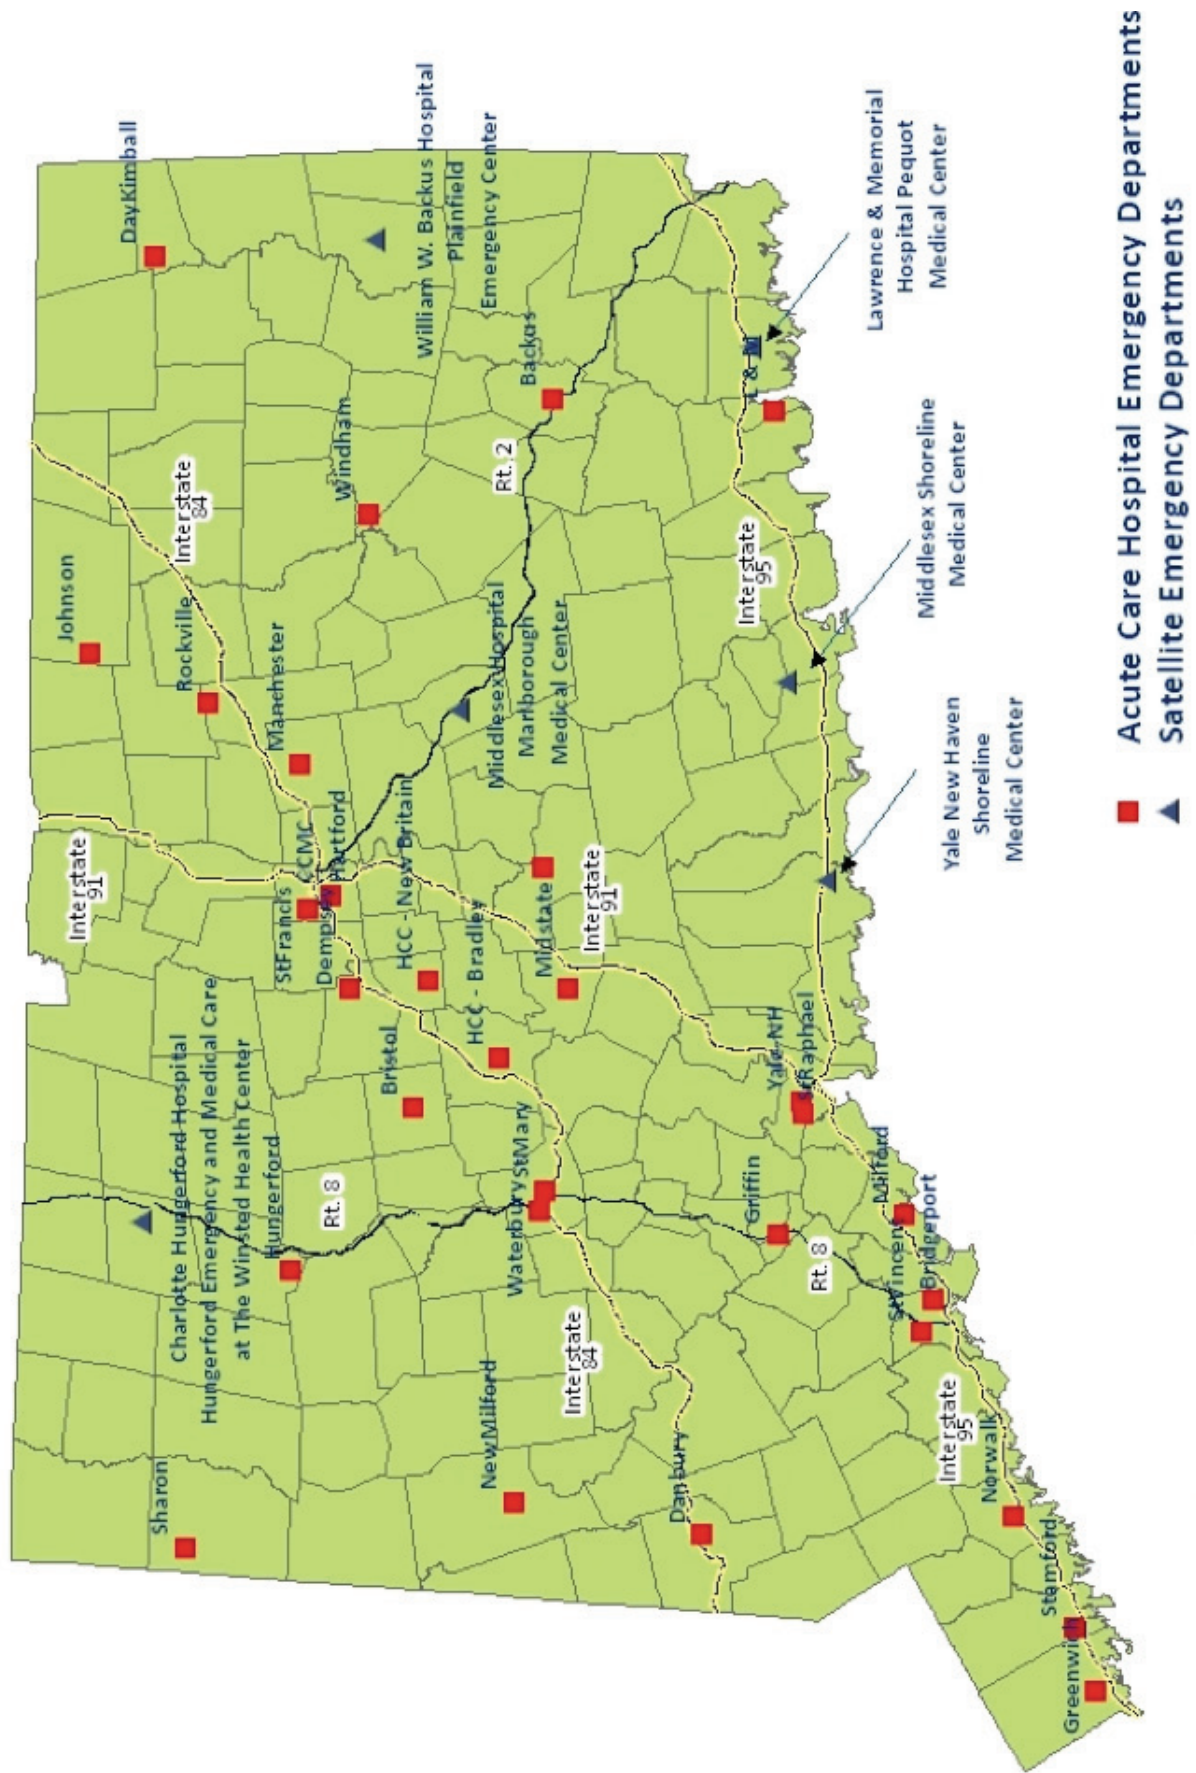 DayKimball
William W. Backus Hospital
Plainfield
Emergency Center
Johnson
Interstate
84
Windham
Backus
Rt. 2
Rockville
Manchester
Middlesex Hospital
Marlborough
Medical Center
L & M
Lawrence & Memorial
Hospital Pequot
Medical Center
Interstate
95
Middlesex Shoreline
Medical Center
Interstate
91
CCMC
Hartford
StFrancis
Dempsey
HCC - New Britain
HCC - Bradley
Midstate
Interstate
91
Yale New Haven
Shoreline
Medical Center
Charlotte Hungerford Hospital
Hungerford Emergency and Medical Care
at The Winsted Health Center
Hungerford
Rt. 8
Bristol
Waterbury
StMary
Yale-NH
StRaphael
Griffin
Rt. 8
Milford
StVincent
Bridgeport
Sharon
NewMilford
Interstate
84
Danbury
Interstate
95
Norwalk
Stamford
Greenwich
Acute Care Hospital Emergency Departments
Satellite Emergency Departments